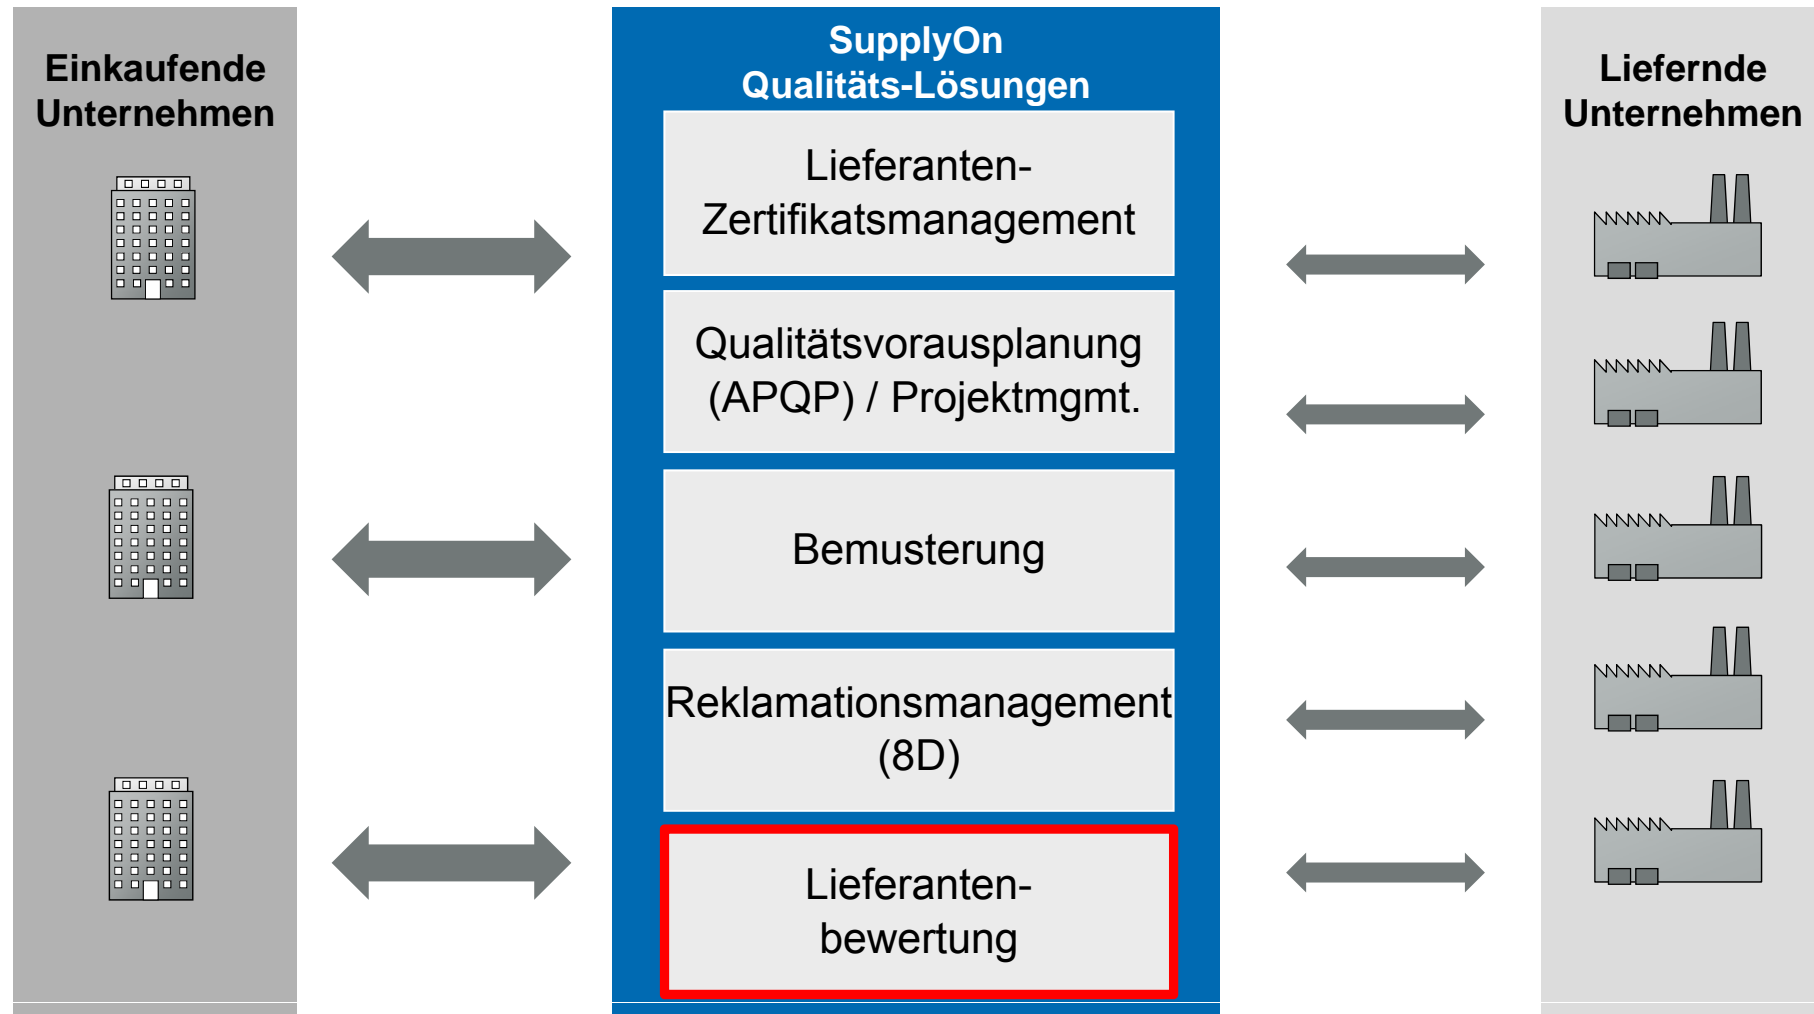 Einkaufende
Unternehmen
SupplyOn
Qualitäts-Lösungen
Lieferanten-
Zertifikatsmanagement
Qualitätsvorausplanung
(APQP) / Projektmgmt.
Bemusterung
Reklamationsmanagement
(8D)
Lieferanten-
bewertung
Liefernde
Unternehmen